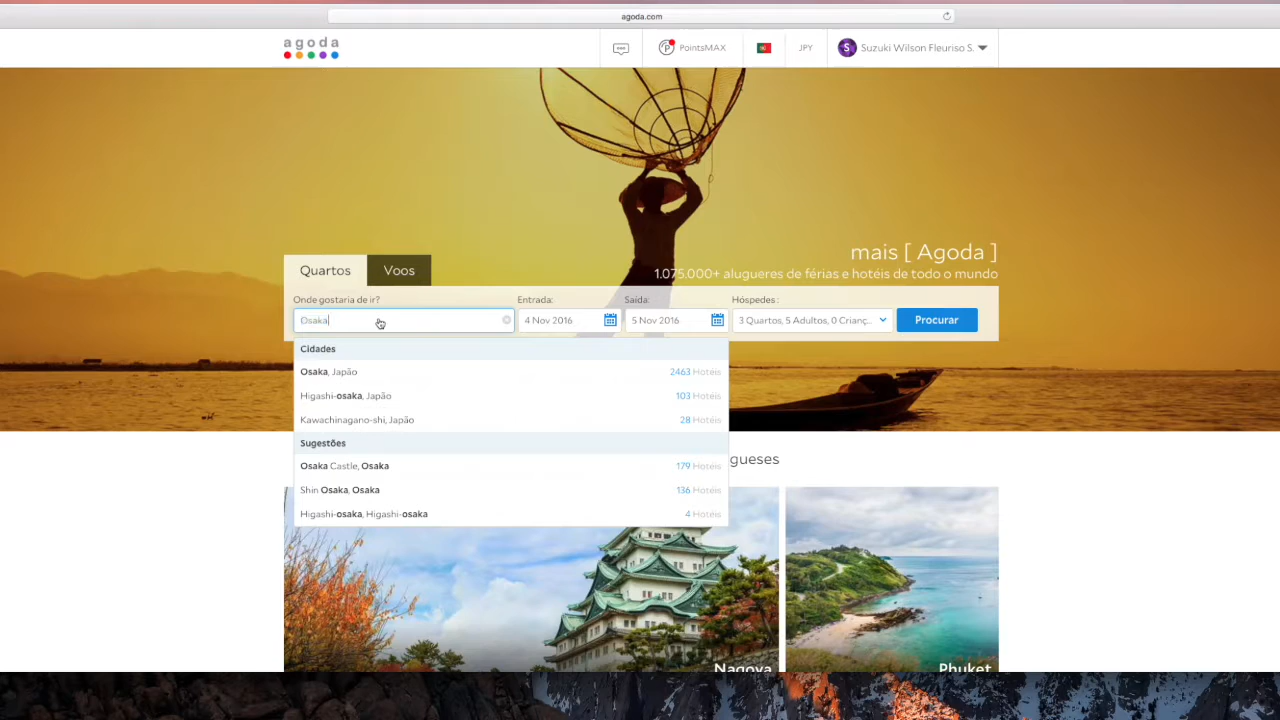 agoda.com
agoda
PointsMAX
JPY
S
Suzuki Wilson Fleuriso S.
mais [ Agoda ]
1.075.000+ alugueres de férias e hotéis de todo o mundo
Quartos
Voos
Onde gostaria de ir?
Entrada:
Saída:
Hóspedes :
Osaka
4 Nov 2016
5 Nov 2016
3 Quartos, 5 Adultos, 0 Crianç...
Procurar
Cidades
Osaka, Japão
2463 Hotéis
Higashi-osaka, Japão
103 Hotéis
Kawachinagano-shi, Japão
28 Hotéis
Sugestões
Osaka Castle, Osaka
179 Hotéis
Shin Osaka, Osaka
136 Hotéis
Higashi-osaka, Higashi-osaka
4 Hotéis
gueses
Nagoya
Phuket